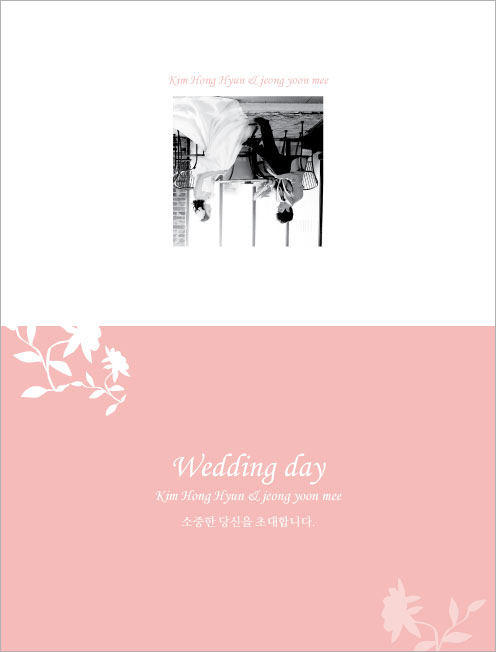 Kim Hong Hyun & jeong yoon mee
Wedding day
Kim Hong Hyun & jeong yoon mee
소중한 당신을 초대합니다.